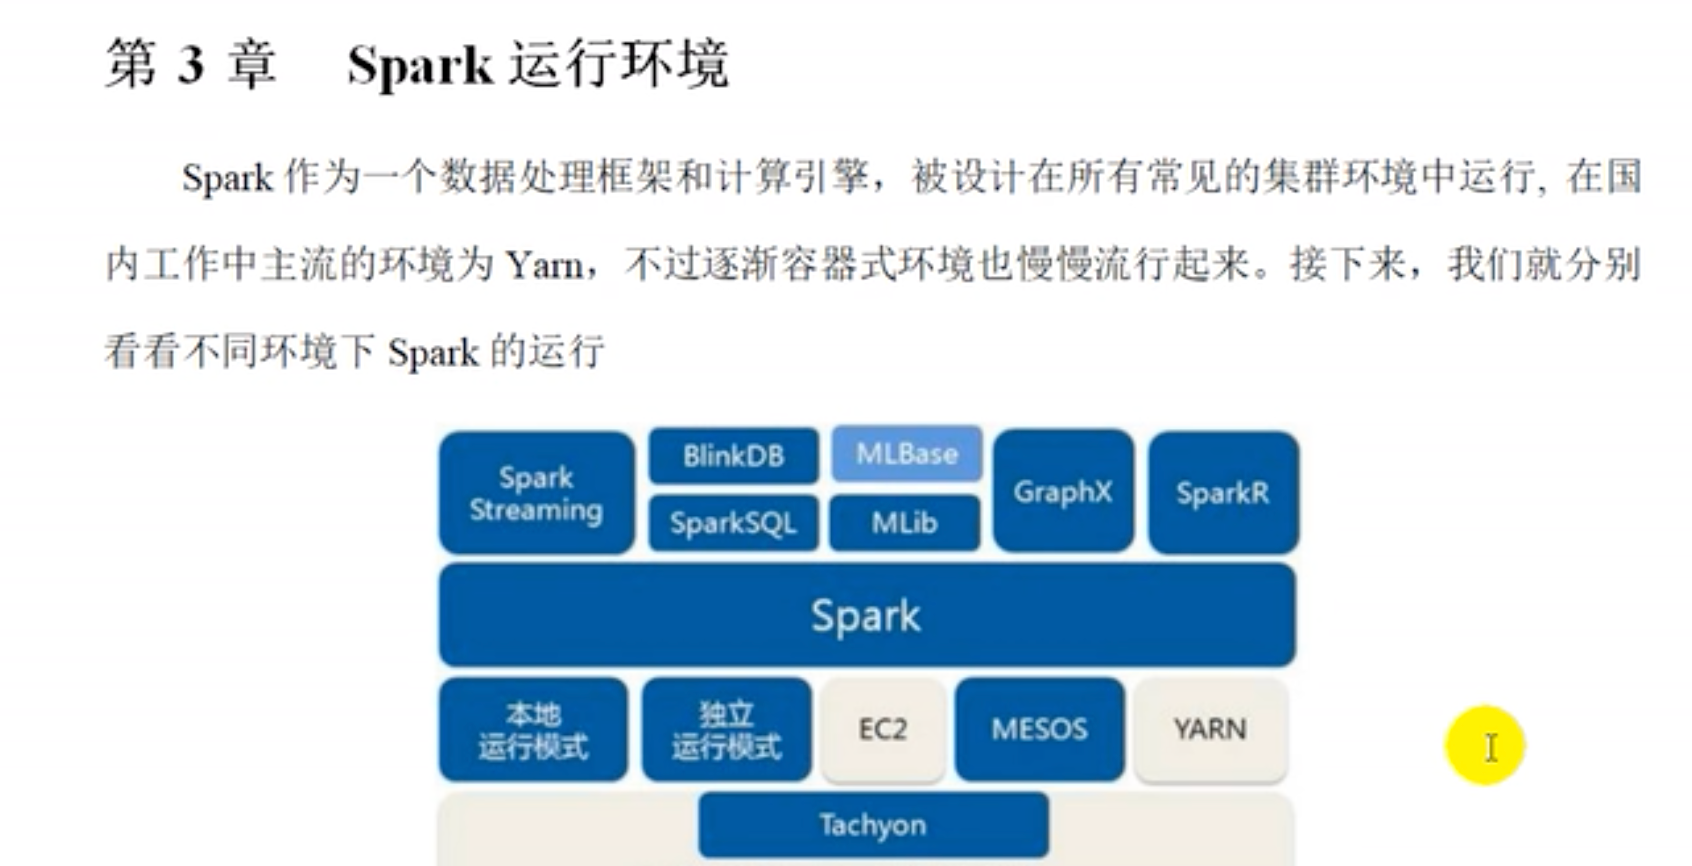 第 3 章 Spark 运行环境
Spark 作为一个数据处理框架和计算引擎，被设计在所有常见的集群环境中运行, 在国
内工作中主流的环境为 Yarn，不过逐渐容器式环境也慢慢流行起来。接下来，我们就分别
看看不同环境下 Spark 的运行
Spark
Streaming
BlinkDB
SparkSQL
MLBase
MLib
GraphX
SparkR
Spark
本地
运行模式
独立
运行模式
EC2
MESOS
YARN
Tachyon